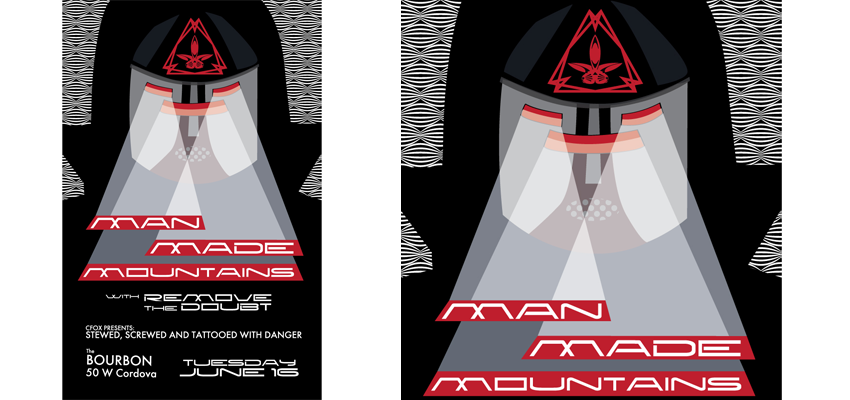 MAN
MADE
MOUNTAINS
WITH REMOVE
THE DOUBT
CFOX PRESENTS:
STEWED, SCREWED AND TATTOOED WITH DANGER
The
BOURBON
50 W Cordova
TUESDAY
JUNE 16
MAN
MADE
MOUNTAINS